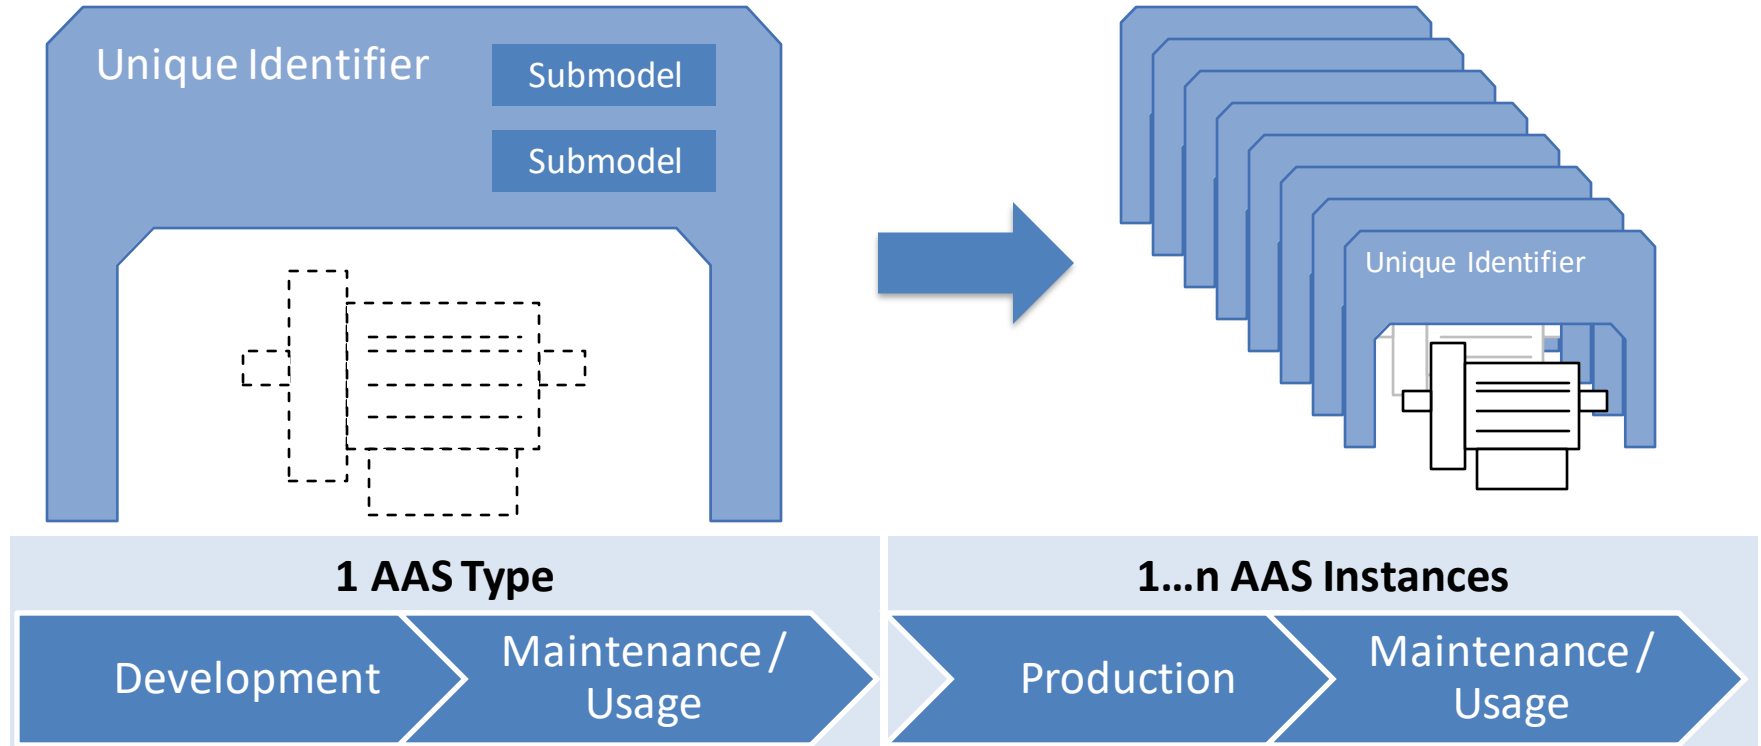 Unique Identifier
Submodel
Submodel
Unique Identifier
1 AAS Type
1...n AAS Instances
Development
Maintenance /
Usage
Production
Maintenance /
Usage